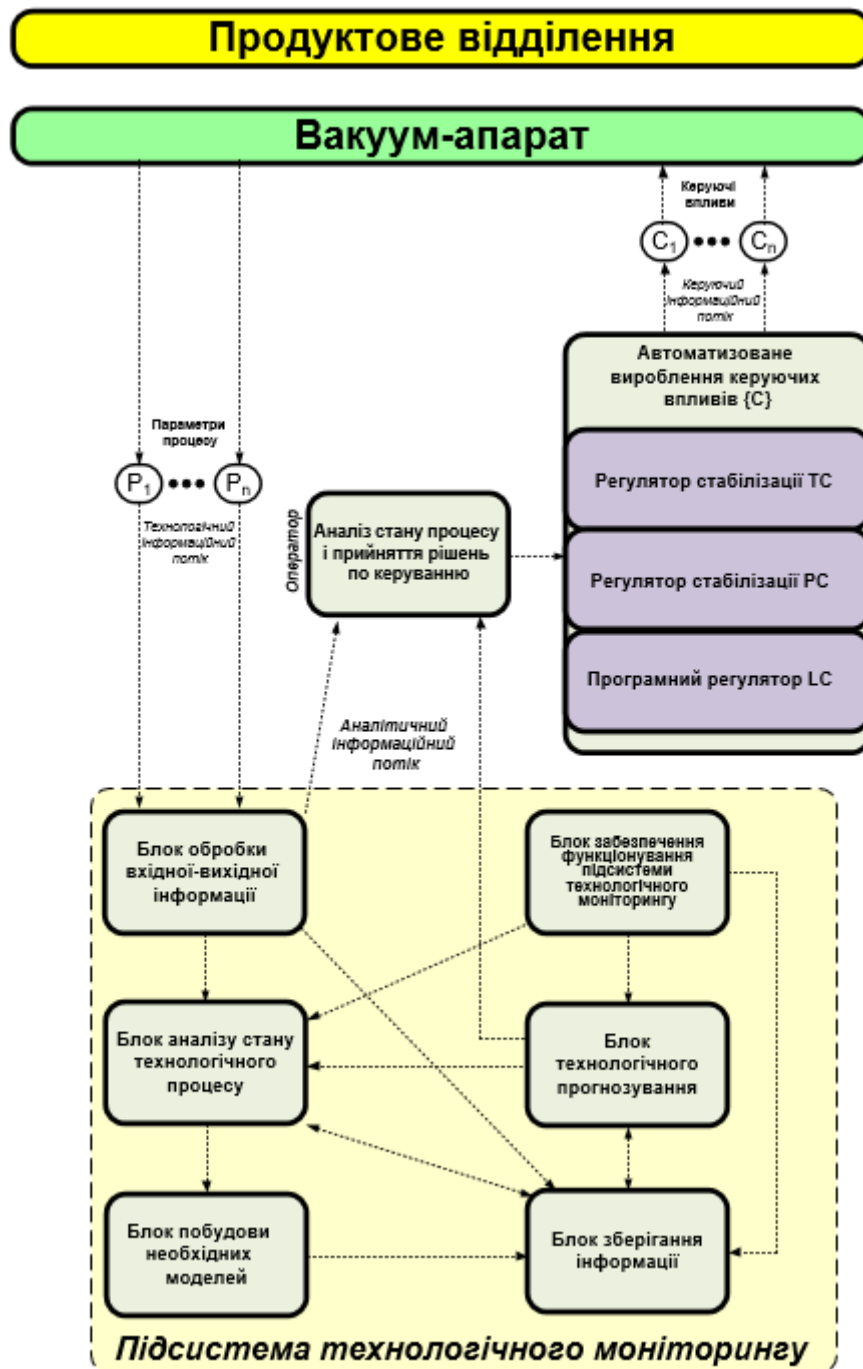 Продуктове відділення
Вакуум-апарат
Керуючі
впливи
C1 ••• Cn
Керуючий
інформаційний
потік
Автоматизоване
вироблення керуючих
впливів {C}
Регулятор стабілізації TC
Регулятор стабілізації PC
Програмний регулятор LC
Параметри
процесу
P1 ••• Pn
Технологічний
інформаційний
потік
Оператор
Аналіз стану процесу
і прийняття рішень
по керуванню
Аналітичний
інформаційний
потік
Блок обробки
вхідної-вихідної
інформації
Блок забезпечення
функціонування
підсистеми
технологічного
моніторингу
Блок аналізу стану
технологічного
процесу
Блок
технологічного
прогнозування
Блок побудови
необхідних
моделей
Блок зберігання
інформації
Підсистема технологічного моніторингу